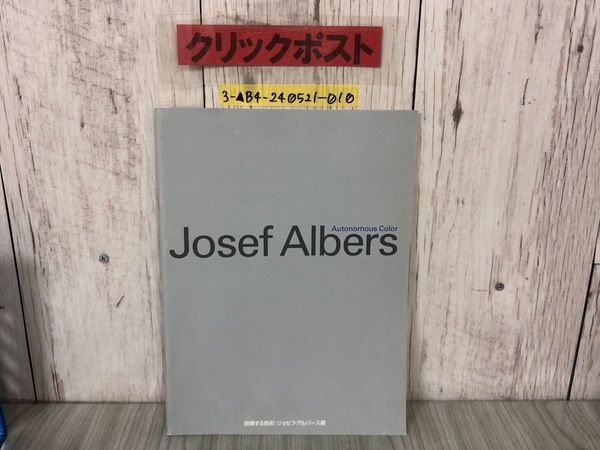 クリックポスト
3-▲B4-240521-010
Autonomous Color
Josef Albers
自律する色彩 ジョセフ・アルバース展